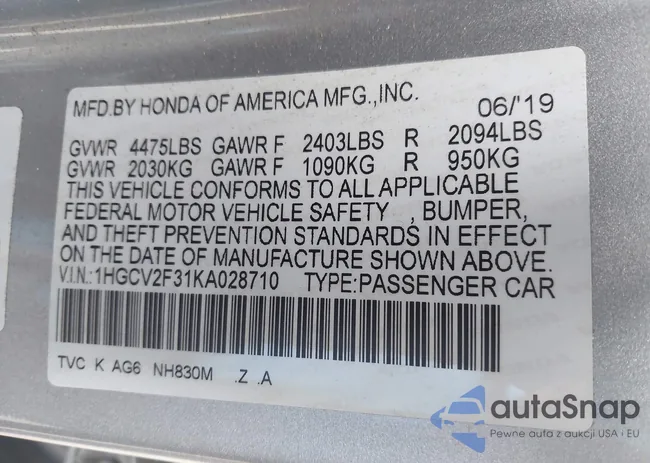 MFD.BY HONDA OF AMERICA MFG.,INC. 06/'19
GVWR 4475LBS GAWR F 2403LBS R 2094LBS
GVWR 2030KG GAWR F 1090KG R 950KG
THIS VEHICLE CONFORMS TO ALL APPLICABLE
FEDERAL MOTOR VEHICLE SAFETY , BUMPER,
AND THEFT PREVENTION STANDARDS IN EFFECT
ON THE DATE OF MANUFACTURE SHOWN ABOVE.
V.I.N.:1HGCV2F31KA028710 TYPE:PASSENGER CAR
TVC K AG6 NH830M .Z .A
autaSnap
Pewne auta z aukcji USA i EU